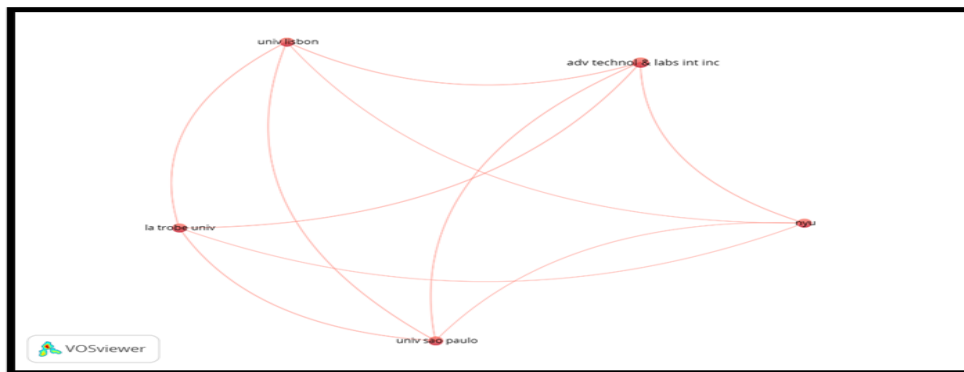 univ lisbon
adv technol & labs int inc
la trobe univ
nyu
univ sao paulo
VOSviewer